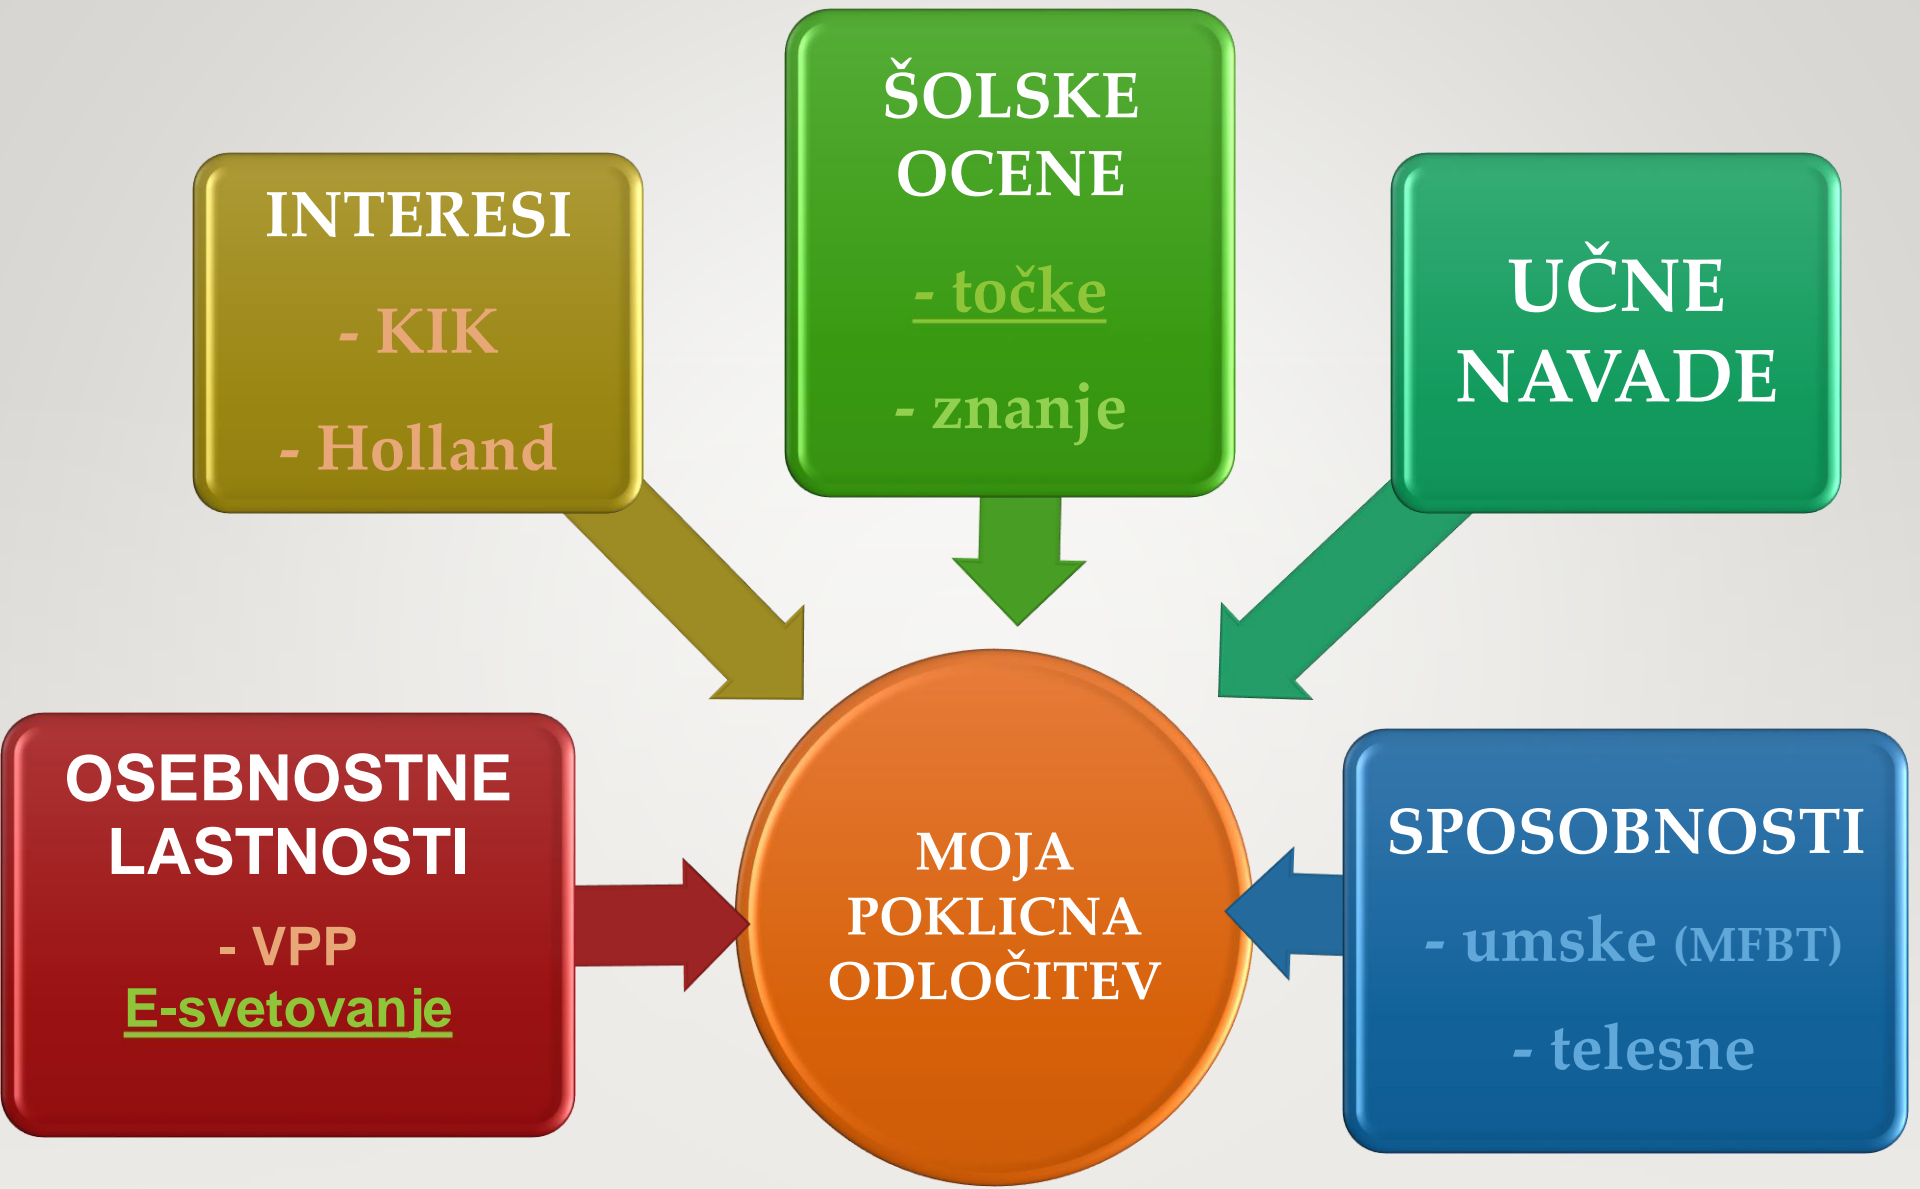 ŠOLSKE
OCENE
- točke
- znanje
INTERESI
- KIK
- Holland
UČNE
NAVADE
OSEBNOSTNE
LASTNOSTI
- VPP
E-svetovanje
MOJA
POKLICNA
ODLOČITEV
SPOSOBNOSTI
- umske (MFBT)
- telesne